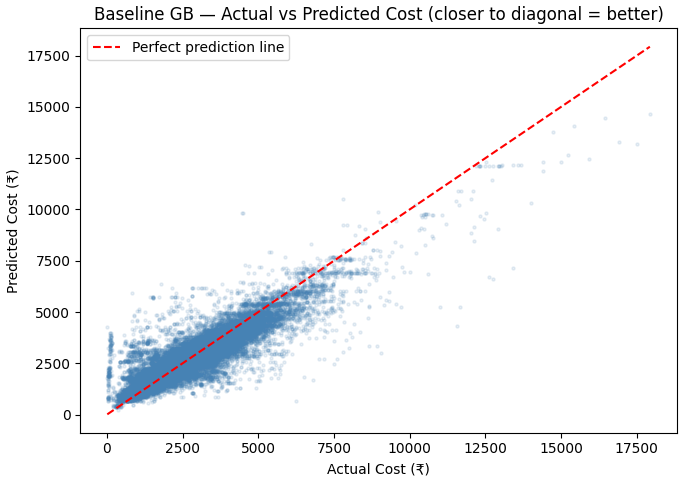 Baseline GB — Actual vs Predicted Cost (closer to diagonal = better)
Perfect prediction line
Predicted Cost (₹)
17500
15000
12500
10000
7500
5000
2500
0
0 2500 5000 7500 10000 12500 15000 17500
Actual Cost (₹)